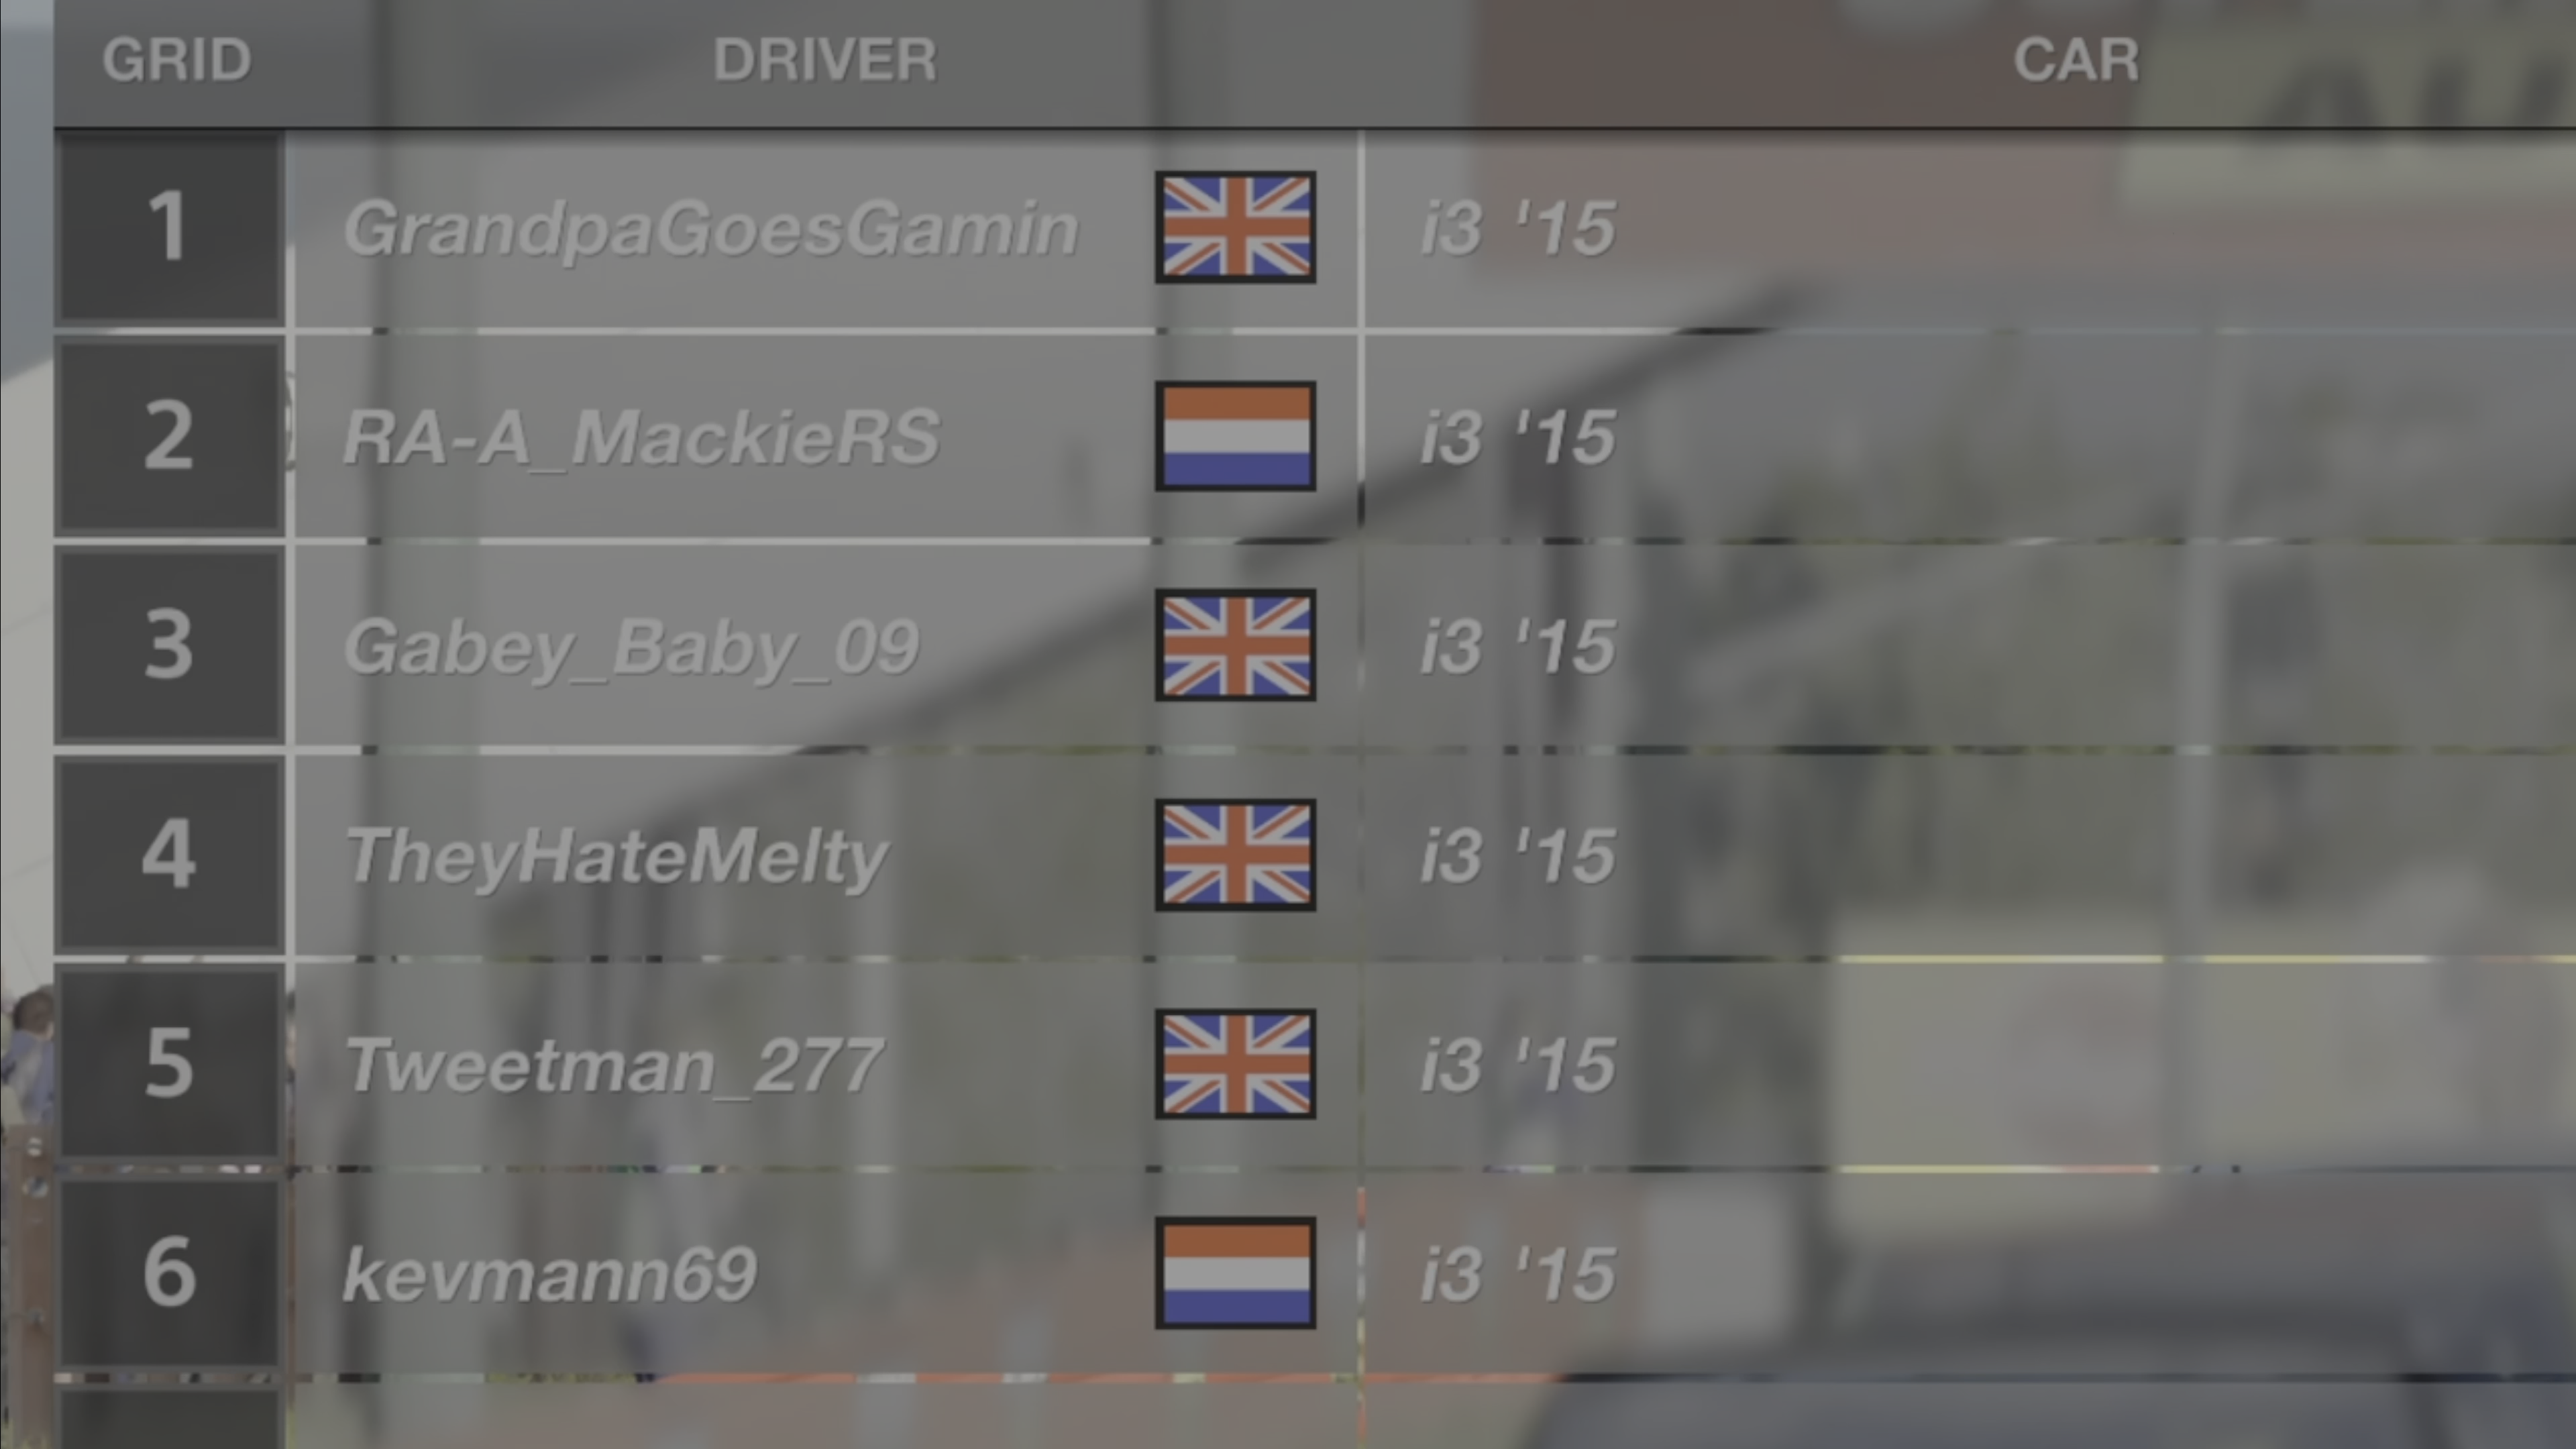 GRID DRIVER CAR
1 GrandpaGoesGamin i3 '15
2 RA-A_MackieRS i3 '15
3 Gabey_Baby_09 i3 '15
4 TheyHateMelty i3 '15
5 Tweetman_277 i3 '15
6 kevmann69 i3 '15